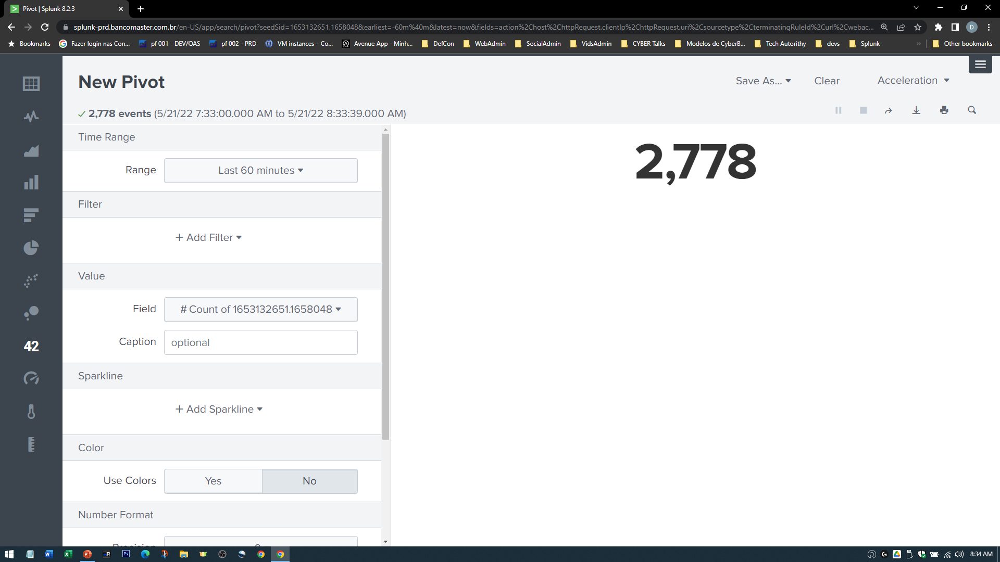 Pivot | Splunk 8.2.3
splunk-prd.bancomaster.com.br/en-US/app/search/pivot?seedSid=1653132651.1658048&earliest=-60m%40m&latest=now&fields=action%2Chost%2ChttpRequest.clientIp%2ChttpRequest.uri%2Csourcetype%2CterminatingRuleId%2Curl%2Cwebac...
D
Bookmarks
Fazer login nas Con...
pf 001 - DEV/QAS
pf 002 - PRD
VM instances – Co...
Avenue App - Minh...
DefCon
WebAdmin
SocialAdmin
VidsAdmin
CYBER Talks
Modelos de CyberB...
Tech Autorithy
devs
Splunk
»
Other bookmarks
New Pivot
Save As...
Clear
Acceleration
2,778 events (5/21/22 7:33:00.000 AM to 5/21/22 8:33:39.000 AM)
Time Range
Range
Last 60 minutes
Filter
+ Add Filter
Value
Field
# Count of 1653132651.1658048
Caption
optional
Sparkline
+ Add Sparkline
Color
Use Colors
Yes
No
Number Format
Precision
42
2,778
8:34 AM